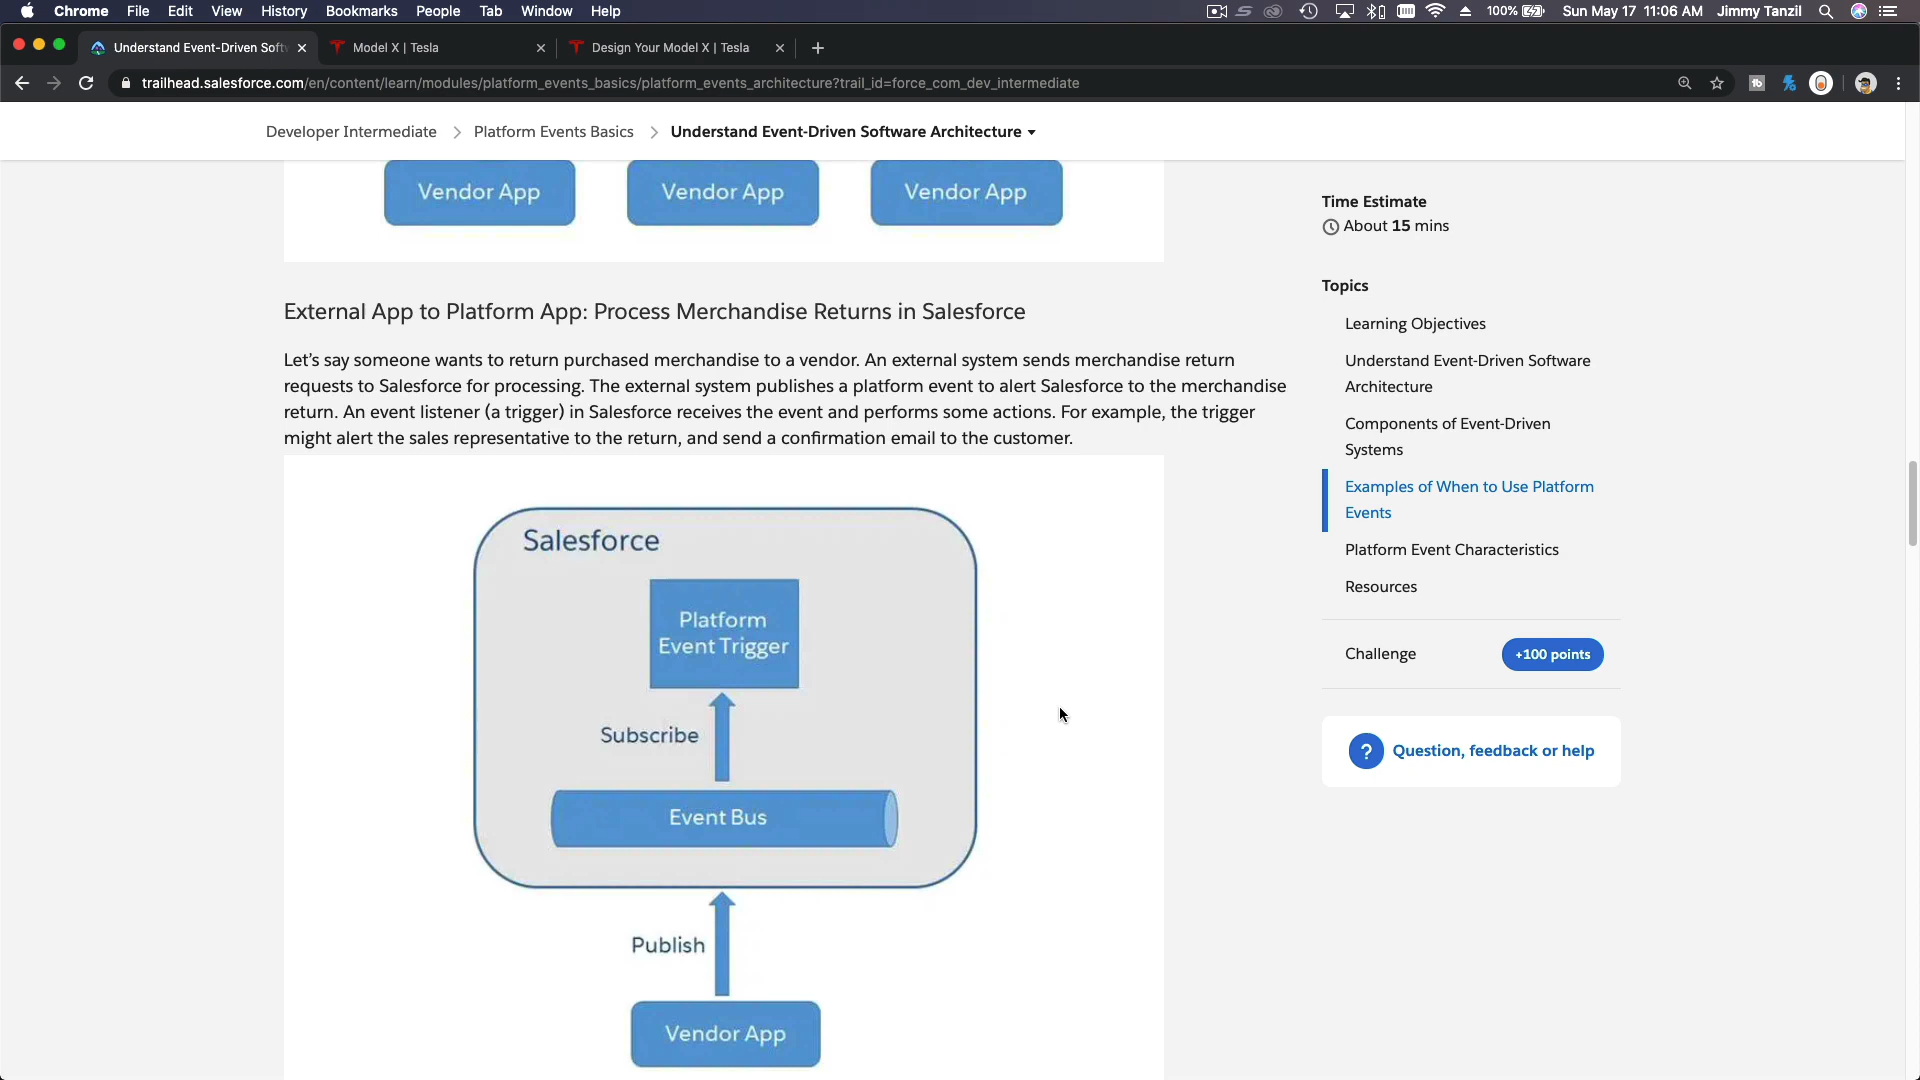 Chrome File Edit View History Bookmarks People Tab Window Help 100% Sun May 17 11:06 AM Jimmy Tanzil
Understand Event-Driven Soft Model X | Tesla Design Your Model X | Tesla
trailhead.salesforce.com/en/content/learn/modules/platform_events_basics/platform_events_architecture?trail_id=force_com_dev_intermediate
Developer Intermediate Platform Events Basics Understand Event-Driven Software Architecture
Vendor App Vendor App Vendor App
External App to Platform App: Process Merchandise Returns in Salesforce
Let’s say someone wants to return purchased merchandise to a vendor. An external system sends merchandise return
requests to Salesforce for processing. The external system publishes a platform event to alert Salesforce to the merchandise
return. An event listener (a trigger) in Salesforce receives the event and performs some actions. For example, the trigger
might alert the sales representative to the return, and send a confirmation email to the customer.
Salesforce
Platform
Event Trigger
Subscribe
Event Bus
Publish
Vendor App
Time Estimate
About 15 mins
Topics
Learning Objectives
Understand Event-Driven Software
Architecture
Components of Event-Driven
Systems
Examples of When to Use Platform
Events
Platform Event Characteristics
Resources
Challenge +100 points
? Question, feedback or help